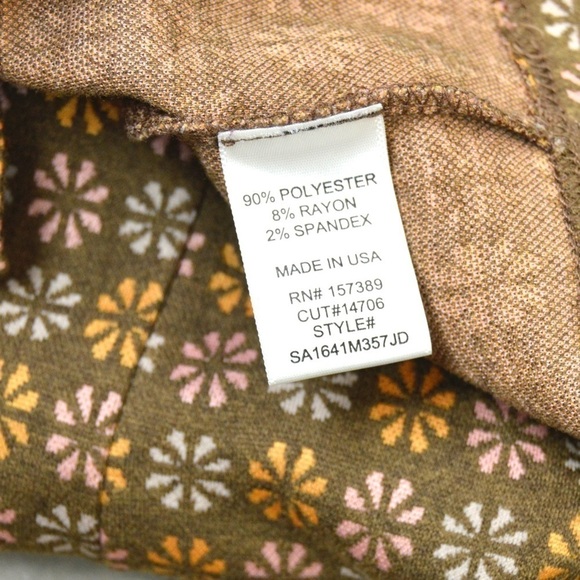 90% POLYESTER
8% RAYON
2% SPANDEX
MADE IN USA
RN# 157389
CUT#14706
STYLE#
SA1641M357JD